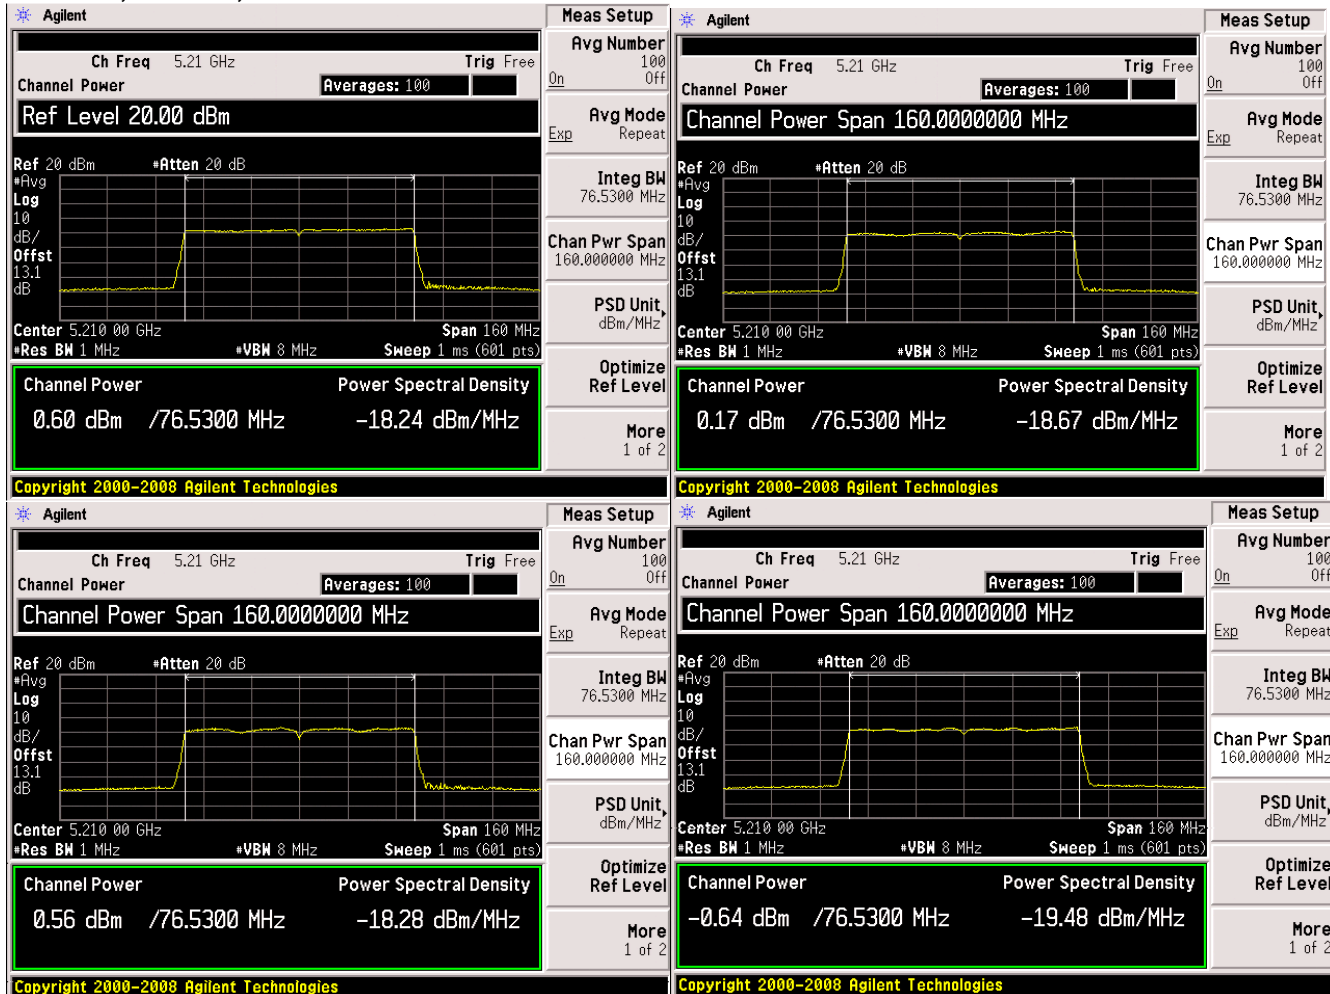 Agilent
Meas Setup
Ch Freq 5.21 GHz
Trig Free
Channel Power
Averages: 100
Ref Level 20.00 dBm
Ref 20 dBm
#Atten 20 dB
#Avg
Log
10
dB/
Offst
13.1
dB
Center 5.210 00 GHz
Span 160 MHz
#Res BW 1 MHz
#VBW 8 MHz
Sweep 1 ms (601 pts)
Channel Power
Power Spectral Density
0.60 dBm /76.5300 MHz
-18.24 dBm/MHz
Copyright 2000-2008 Agilent Technologies
Avg Number
100
On Off
Avg Mode
Exp Repeat
Integ BW
76.5300 MHz
Chan Pwr Span
160.000000 MHz
PSD Unit
dBm/MHz
Optimize
Ref Level
More
1 of 2
Agilent
Meas Setup
Ch Freq 5.21 GHz
Trig Free
Channel Power
Averages: 100
Channel Power Span 160.0000000 MHz
Ref 20 dBm
#Atten 20 dB
#Avg
Log
10
dB/
Offst
13.1
dB
Center 5.210 00 GHz
Span 160 MHz
#Res BW 1 MHz
#VBW 8 MHz
Sweep 1 ms (601 pts)
Channel Power
Power Spectral Density
0.17 dBm /76.5300 MHz
-18.67 dBm/MHz
Copyright 2000-2008 Agilent Technologies
Avg Number
100
On Off
Avg Mode
Exp Repeat
Integ BW
76.5300 MHz
Chan Pwr Span
160.000000 MHz
PSD Unit
dBm/MHz
Optimize
Ref Level
More
1 of 2
Agilent
Meas Setup
Ch Freq 5.21 GHz
Trig Free
Channel Power
Averages: 100
Channel Power Span 160.0000000 MHz
Ref 20 dBm
#Atten 20 dB
#Avg
Log
10
dB/
Offst
13.1
dB
Center 5.210 00 GHz
Span 160 MHz
#Res BW 1 MHz
#VBW 8 MHz
Sweep 1 ms (601 pts)
Channel Power
Power Spectral Density
0.56 dBm /76.5300 MHz
-18.28 dBm/MHz
Copyright 2000-2008 Agilent Technologies
Avg Number
100
On Off
Avg Mode
Exp Repeat
Integ BW
76.5300 MHz
Chan Pwr Span
160.000000 MHz
PSD Unit
dBm/MHz
Optimize
Ref Level
More
1 of 2
Agilent
Meas Setup
Ch Freq 5.21 GHz
Trig Free
Channel Power
Averages: 100
Channel Power Span 160.0000000 MHz
Ref 20 dBm
#Atten 20 dB
#Avg
Log
10
dB/
Offst
13.1
dB
Center 5.210 00 GHz
Span 160 MHz
#Res BW 1 MHz
#VBW 8 MHz
Sweep 1 ms (601 pts)
Channel Power
Power Spectral Density
-0.64 dBm /76.5300 MHz
-19.48 dBm/MHz
Copyright 2000-2008 Agilent Technologies
Avg Number
100
On Off
Avg Mode
Exp Repeat
Integ BW
76.5300 MHz
Chan Pwr Span
160.000000 MHz
PSD Unit
dBm/MHz
Optimize
Ref Level
More
1 of 2